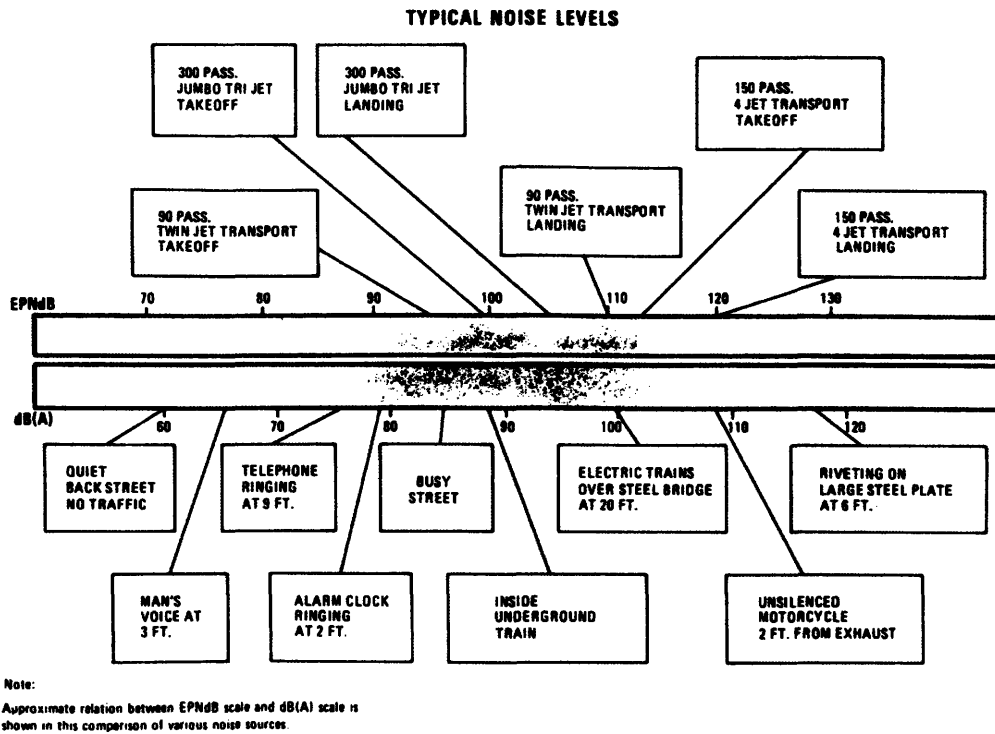 TYPICAL NOISE LEVELS
300 PASS.
JUMBO TRI JET
TAKEOFF
300 PASS.
JUMBO TRI JET
LANDING
150 PASS.
4 JET TRANSPORT
TAKEOFF
90 PASS.
TWIN JET TRANSPORT
TAKEOFF
90 PASS.
TWIN JET TRANSPORT
LANDING
150 PASS.
4 JET TRANSPORT
LANDING
EPNdB 70 80 90 100 110 120 130
dB(A) 60 70 80 90 100 110 120
QUIET
BACK STREET
NO TRAFFIC
TELEPHONE
RINGING
AT 9 FT.
BUSY
STREET
ELECTRIC TRAINS
OVER STEEL BRIDGE
AT 20 FT.
RIVETING ON
LARGE STEEL PLATE
AT 6 FT.
MAN'S
VOICE AT
3 FT.
ALARM CLOCK
RINGING
AT 2 FT.
INSIDE
UNDERGROUND
TRAIN
UNSILENCED
MOTORCYCLE
2 FT. FROM EXHAUST
Note:
Approximate relation between EPNdB scale and dB(A) scale is
shown in this comparison of various noise sources.